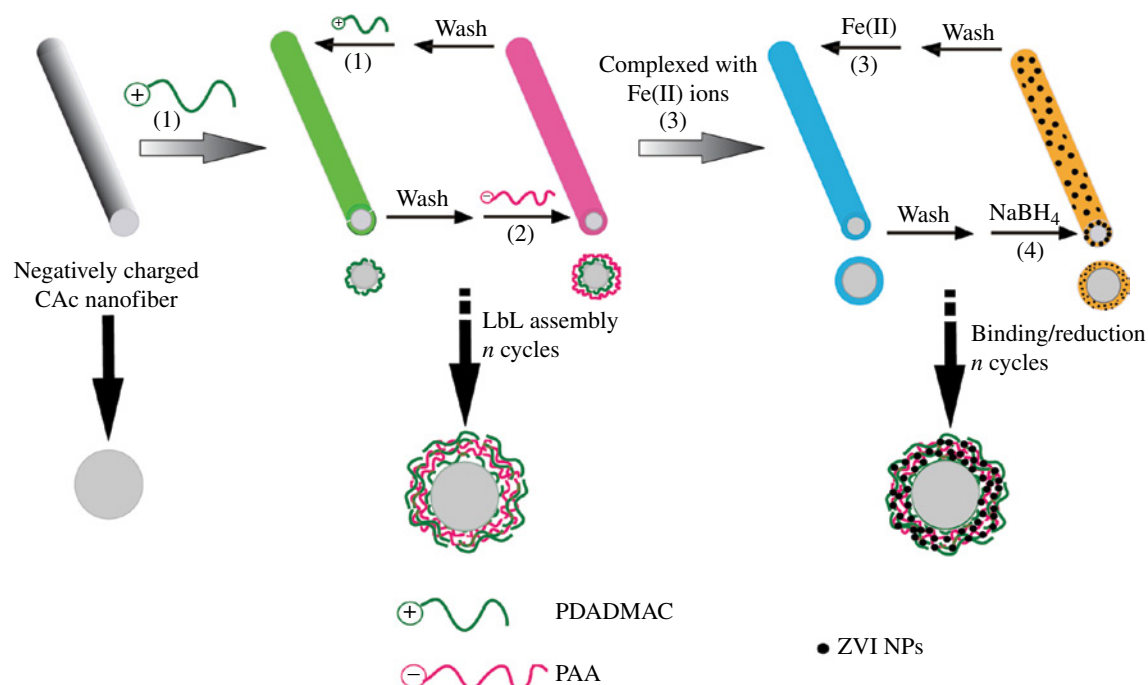 +
(1)
Negatively charged
CAc nanofiber
+
(1)
Wash
Wash
−
(2)
LbL assembly
n cycles
Complexed with
Fe(II) ions
(3)
Fe(II)
(3)
Wash
Wash
NaBH₄
(4)
Binding/reduction
n cycles
+ PDADMAC
− PAA
ZVI NPs